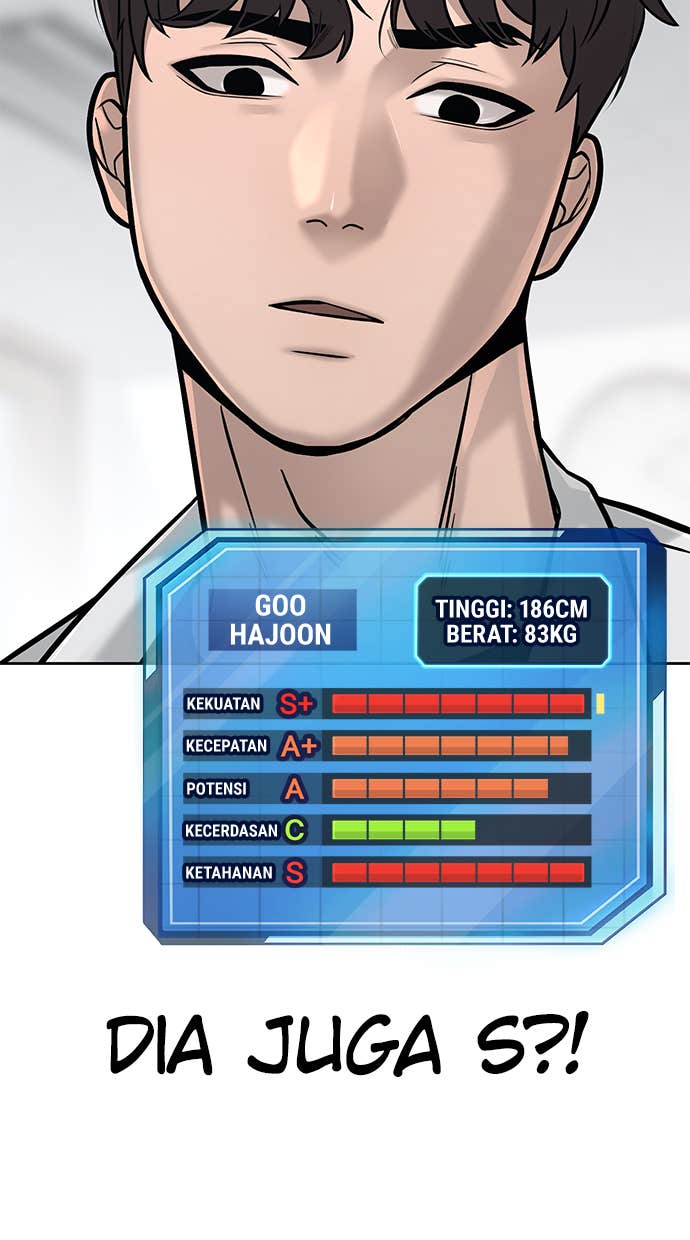 GOO
HAJOON
TINGGI: 186CM
BERAT: 83KG
KEKUATAN S+
KECEPATAN A+
POTENSI A
KECERDASAN C
KETAHANAN S
DIA JUGA S?!